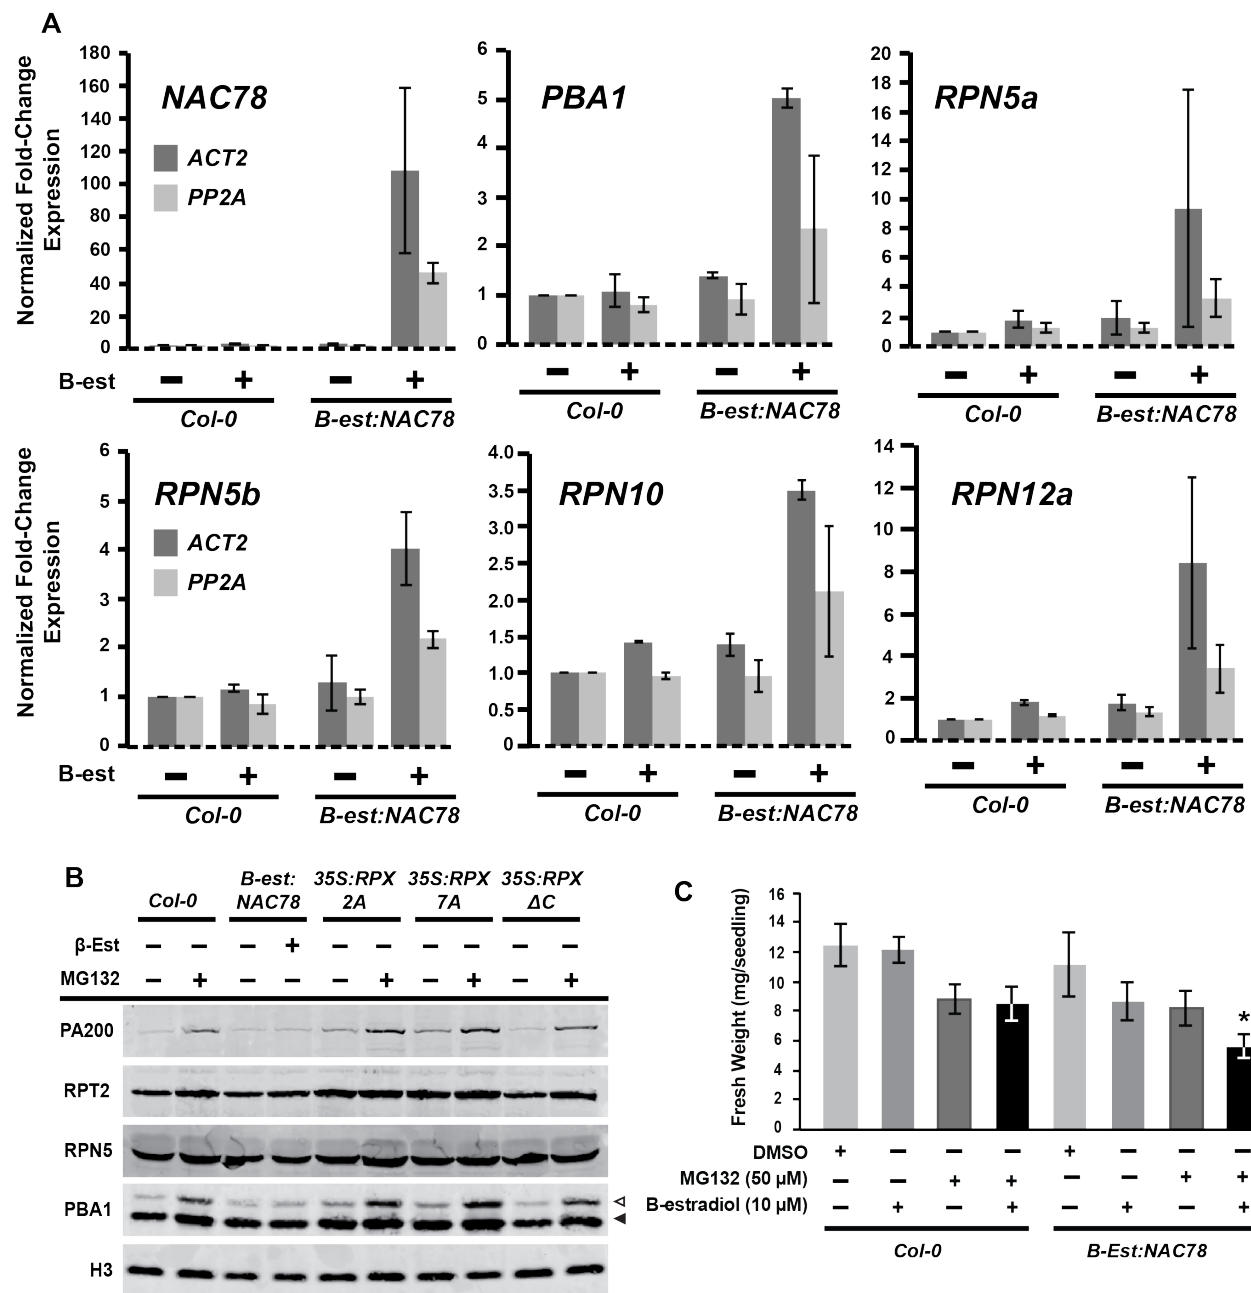 A
Normalized Fold-Change
Expression
180
160
140
120
100
80
60
40
20
0
NAC78
ACT2
PP2A
B-est
− + − +
Col-0
B-est:NAC78
6
5
4
3
2
1
0
PBA1
− + − +
Col-0
B-est:NAC78
20
18
16
14
12
10
8
6
4
2
0
RPN5a
− + − +
Col-0
B-est:NAC78
Normalized Fold-Change
Expression
6
5
4
3
2
1
0
RPN5b
ACT2
PP2A
B-est
− + − +
Col-0
B-est:NAC78
4.0
3.5
3.0
2.5
2.0
1.5
1.0
0.5
0
RPN10
− + − +
Col-0
B-est:NAC78
14
12
10
8
6
4
2
0
RPN12a
− + − +
Col-0
B-est:NAC78
B
Col-0
B-est:
NAC78
35S:RPX
2A
35S:RPX
7A
35S:RPX
ΔC
β-Est − − − + − − − − − −
MG132 − + − − − + − + − +
PA200
RPT2
RPN5
PBA1
H3
C
Fresh Weight (mg/seedling)
16
14
12
10
8
6
4
2
0
*
DMSO + − − − + − − −
MG132 (50 µM) − − + + − − + +
B-estradiol (10 µM) − + − + − + − +
Col-0
B-Est:NAC78